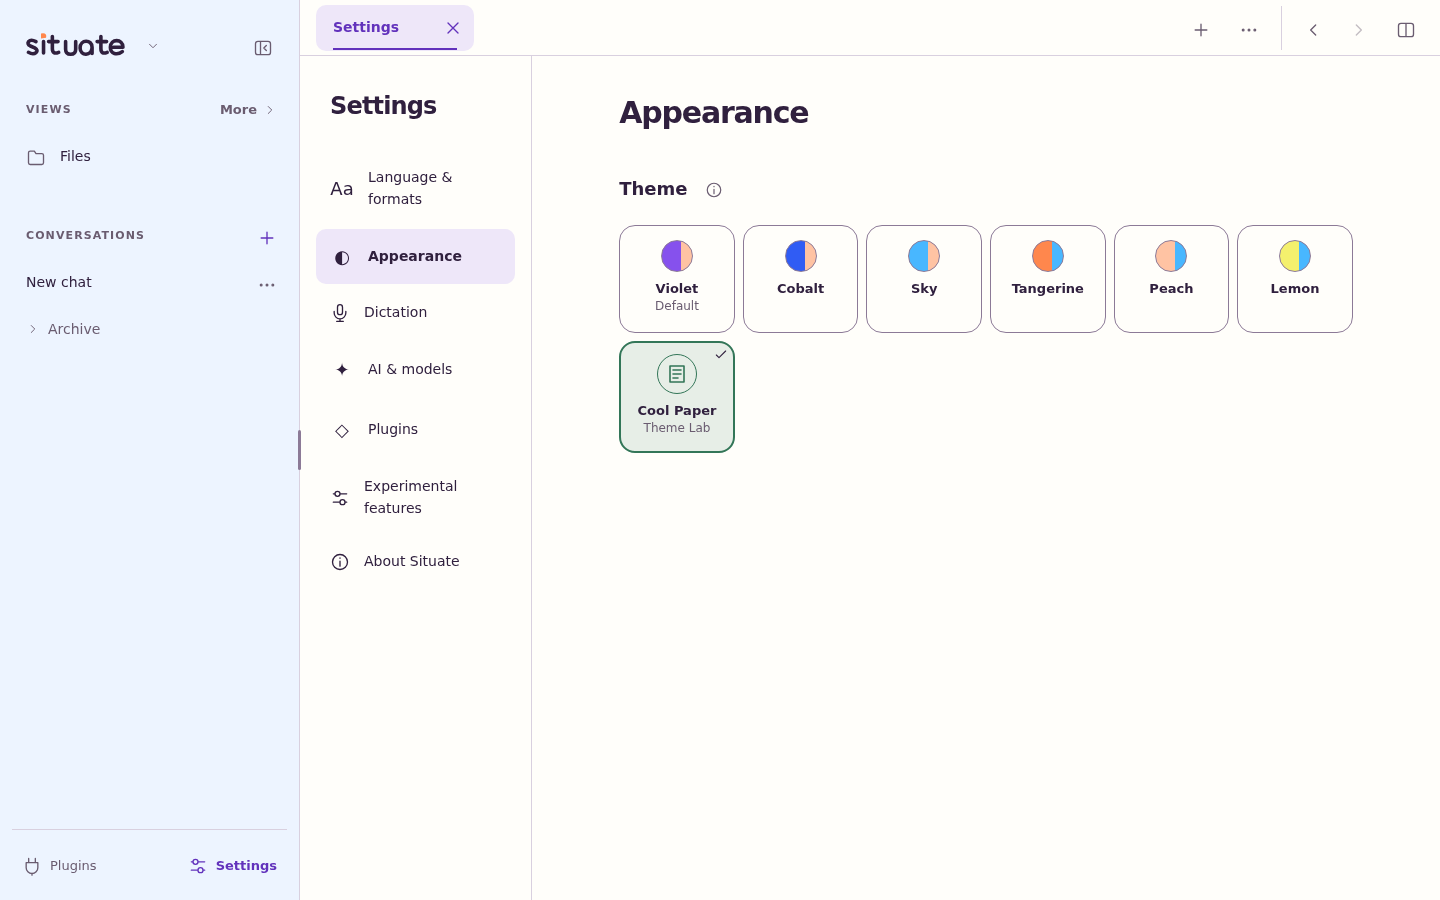 situate
VIEWS
More
Files
CONVERSATIONS
New chat
Archive
Plugins
Settings
Settings
Settings
Aa
Language &
formats
Appearance
Dictation
AI & models
Plugins
Experimental
features
About Situate
Appearance
Theme
Violet
Default
Cobalt
Sky
Tangerine
Peach
Lemon
Cool Paper
Theme Lab